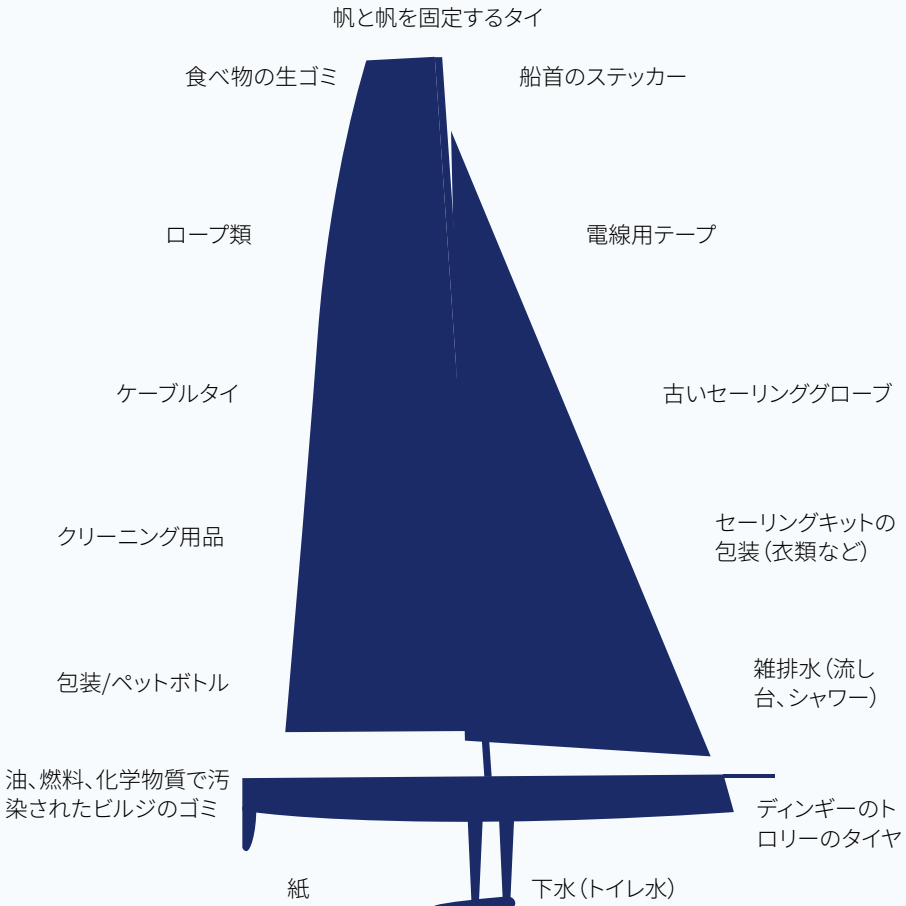 帆と帆を固定するタイ
食べ物の生ゴミ
船首のステッカー
ロープ類
電線用テープ
ケーブルタイ
古いセーリンググローブ
クリーニング用品
セーリングキットの
包装（衣類など）
包装/ペットボトル
雑排水（流し
台、シャワー）
油、燃料、化学物質で汚
染されたビルジのゴミ
ディンギーのト
ロリーのタイヤ
紙
下水（トイレ水）